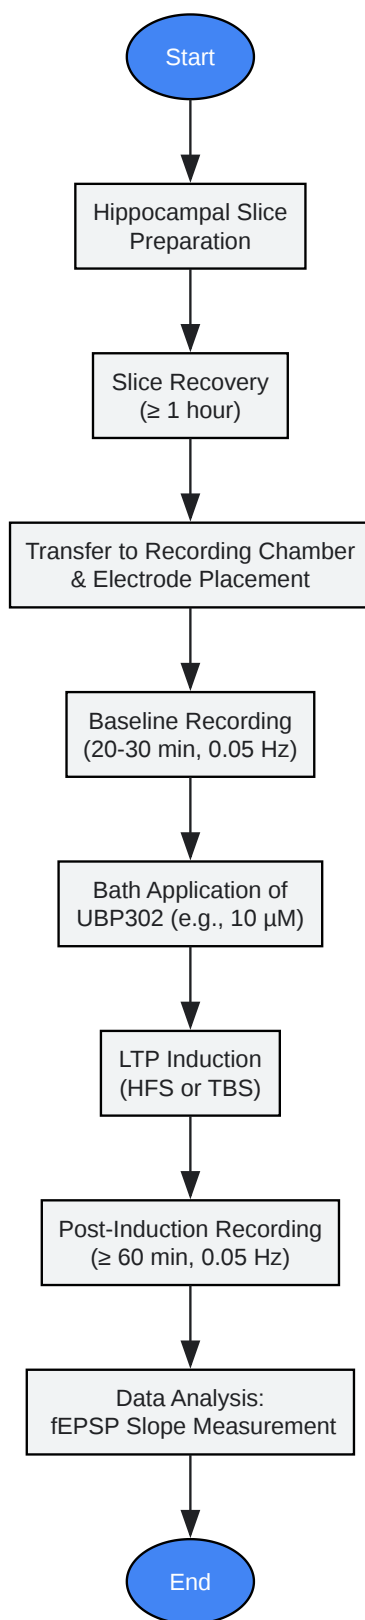 Start
Hippocampal Slice
Preparation
Slice Recovery
(≥ 1 hour)
Transfer to Recording Chamber
& Electrode Placement
Baseline Recording
(20-30 min, 0.05 Hz)
Bath Application of
UBP302 (e.g., 10 µM)
LTP Induction
(HFS or TBS)
Post-Induction Recording
(≥ 60 min, 0.05 Hz)
Data Analysis:
fEPSP Slope Measurement
End